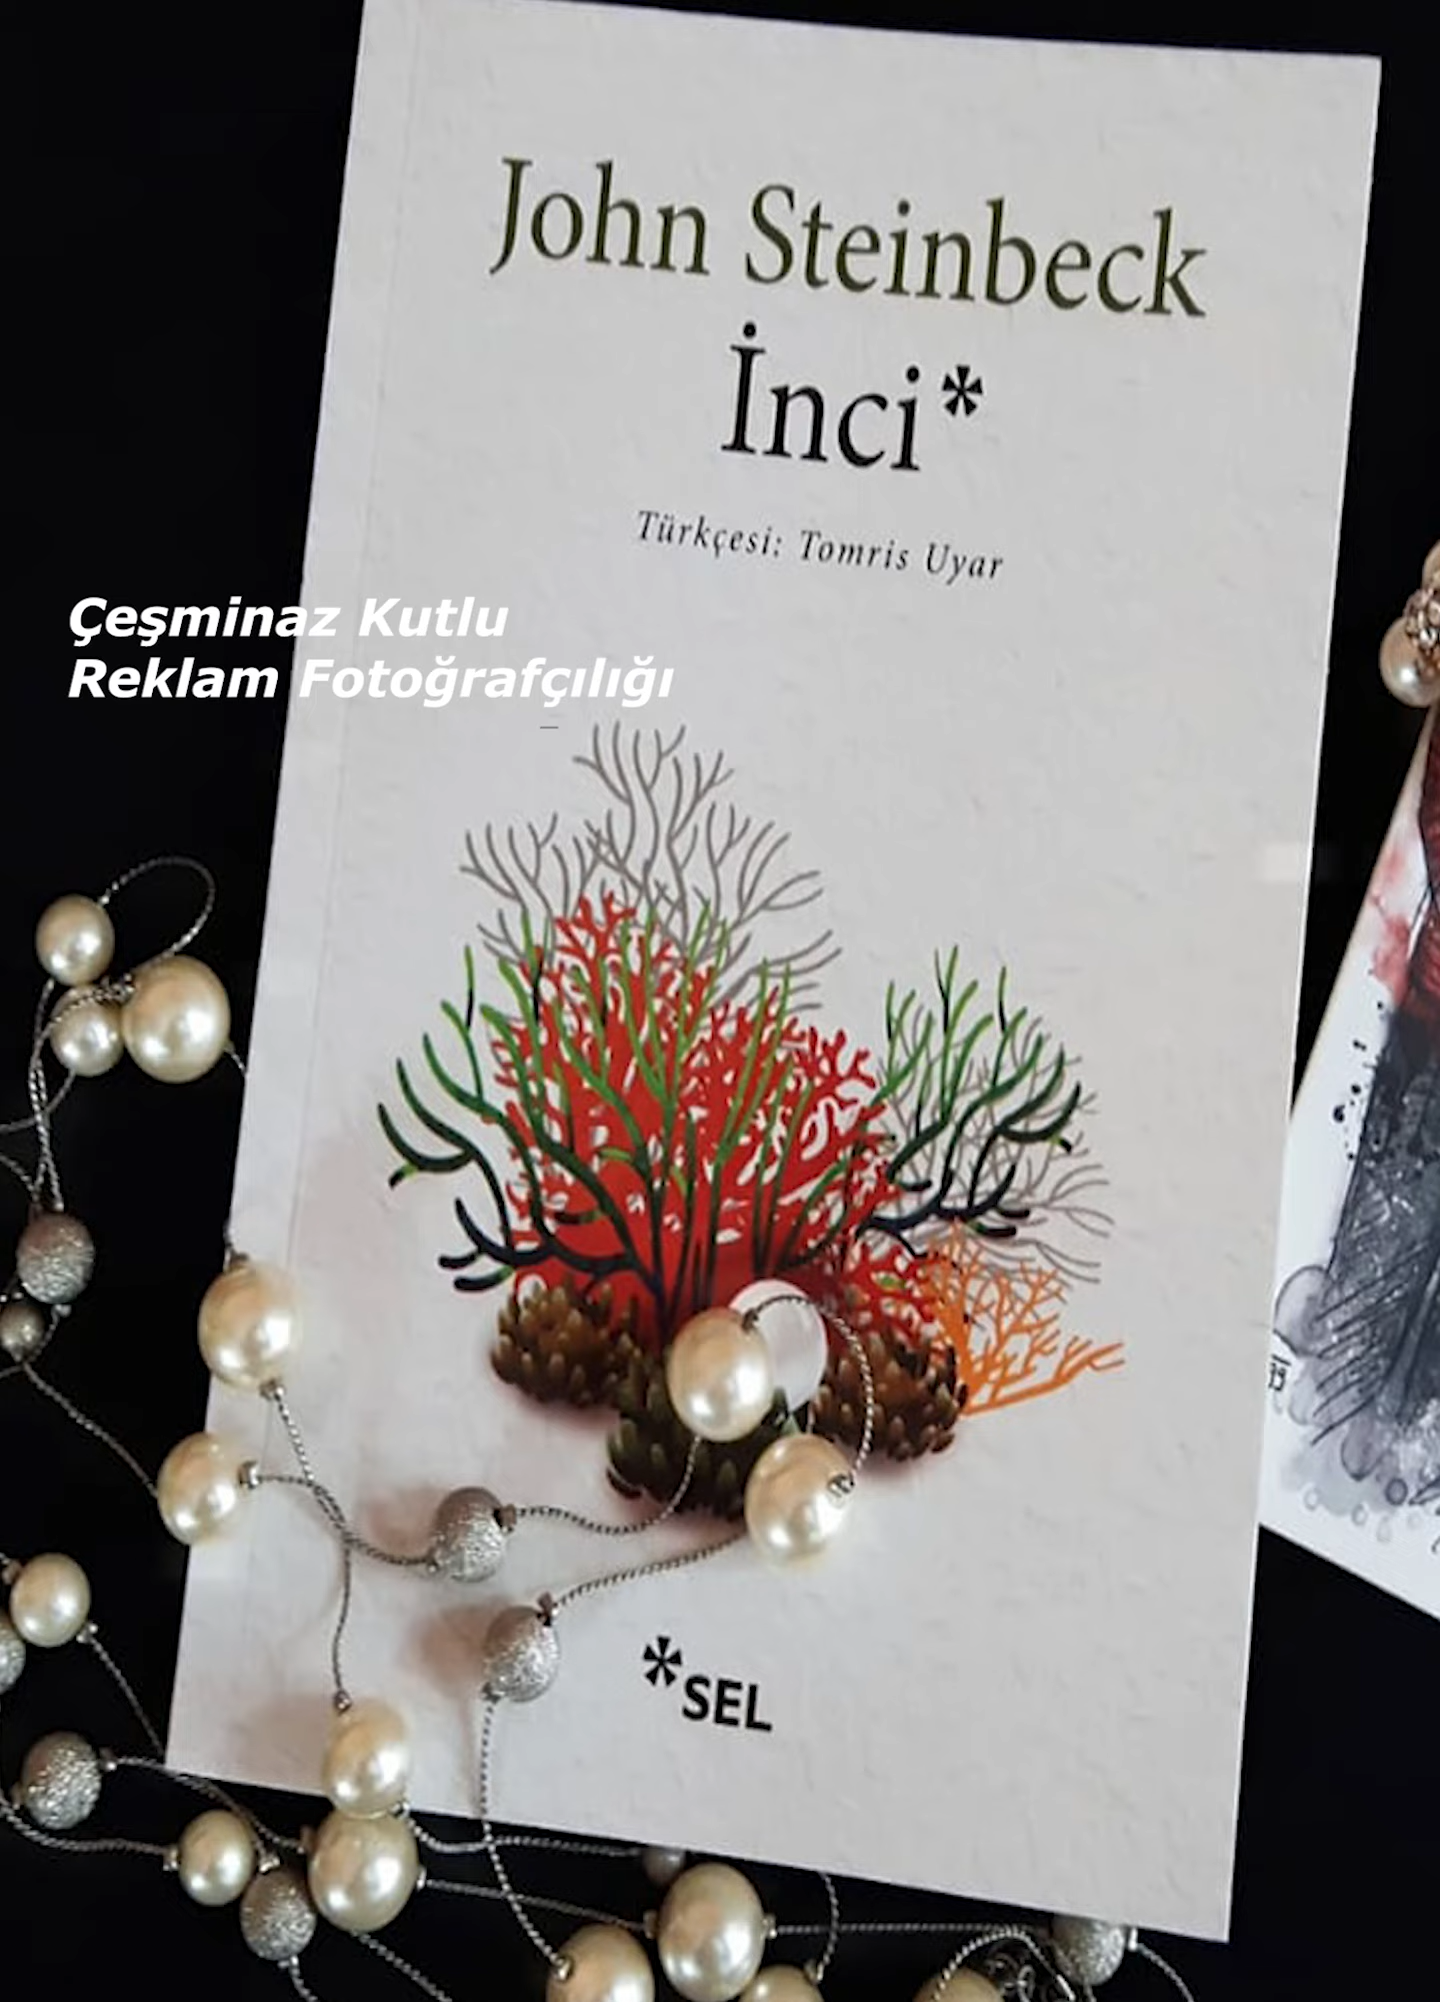 John Steinbeck
İnci*
Türkçesi: Tomris Uyar
Çeşminaz Kutlu
Reklam Fotoğrafçılığı
*SEL